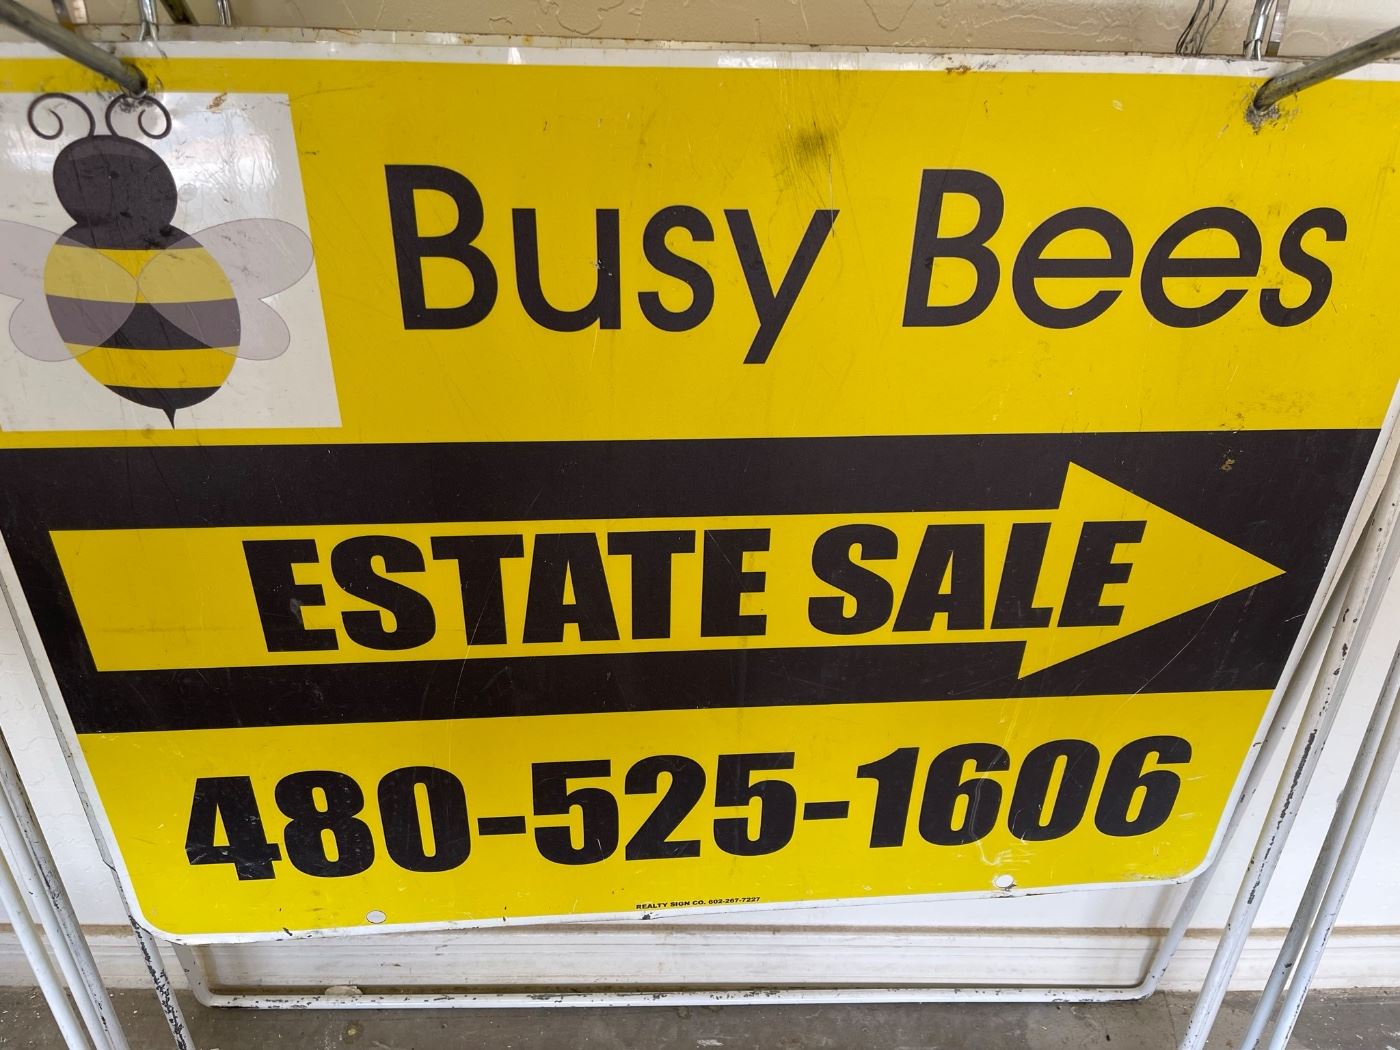 Busy Bees
ESTATE SALE
480-525-1606
REALTY SIGN CO. 602-267-7227